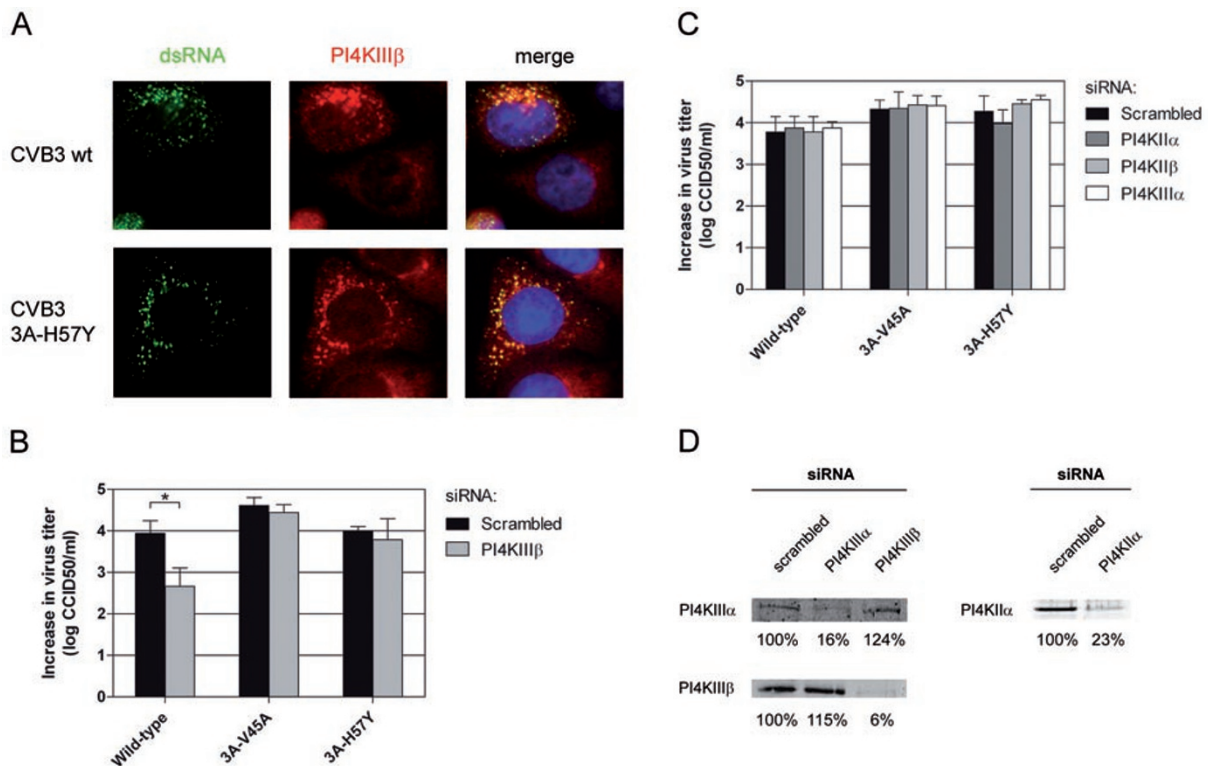 A
dsRNA PI4KIIIβ merge
CVB3 wt
CVB3
3A-H57Y
B
Increase in virus titer
(log CCID50/ml)
5
4
3
2
1
0
*
Wild-type
3A-V45A
3A-H57Y
siRNA:
Scrambled
PI4KIIIβ
C
Increase in virus titer
(log CCID50/ml)
5
4
3
2
1
0
Wild-type
3A-V45A
3A-H57Y
siRNA:
Scrambled
PI4KIIα
PI4KIIβ
PI4KIIIα
D
siRNA
scrambled PI4KIIIα PI4KIIIβ
PI4KIIIα
100% 16% 124%
PI4KIIIβ
100% 115% 6%
siRNA
scrambled PI4KIIα
PI4KIIα
100% 23%